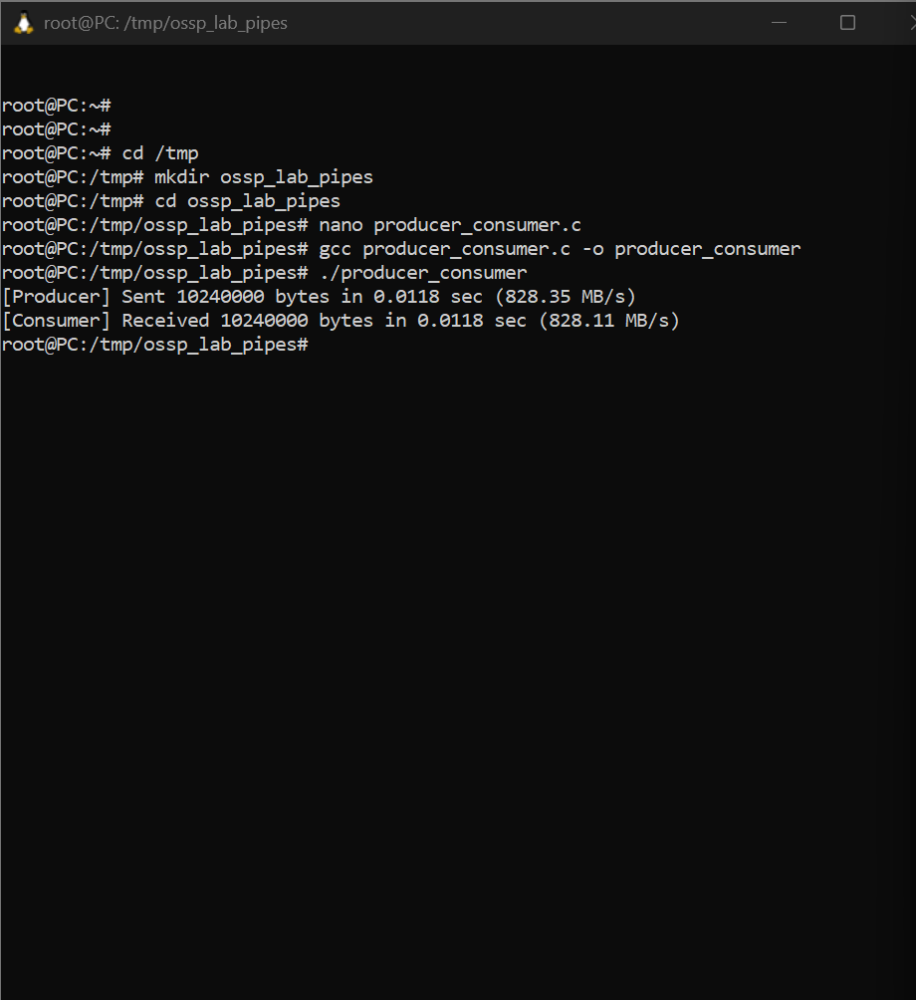 root@PC: /tmp/ossp_lab_pipes
root@PC:~#
root@PC:~#
root@PC:~# cd /tmp
root@PC:/tmp# mkdir ossp_lab_pipes
root@PC:/tmp# cd ossp_lab_pipes
root@PC:/tmp/ossp_lab_pipes# nano producer_consumer.c
root@PC:/tmp/ossp_lab_pipes# gcc producer_consumer.c -o producer_consumer
root@PC:/tmp/ossp_lab_pipes# ./producer_consumer
[Producer] Sent 10240000 bytes in 0.0118 sec (828.35 MB/s)
[Consumer] Received 10240000 bytes in 0.0118 sec (828.11 MB/s)
root@PC:/tmp/ossp_lab_pipes#